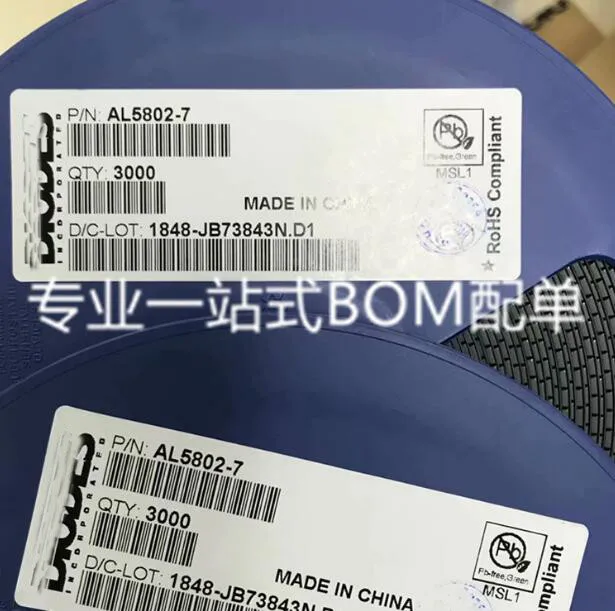 DIODES
INCORPORATED
P/N: AL5802-7
QTY: 3000
MADE IN CHINA
D/C-LOT: 1848-JB73843N.D1
Pb
Pb-free,Green
MSL1
RoHS Compliant
专业一站式BOM配单
DIODES
INCORPORATED
P/N: AL5802-7
QTY: 3000
MADE IN CHINA
D/C-LOT: 1848-JB73843N.D
Pb
Pb-free,Green
MSL1
mpliant